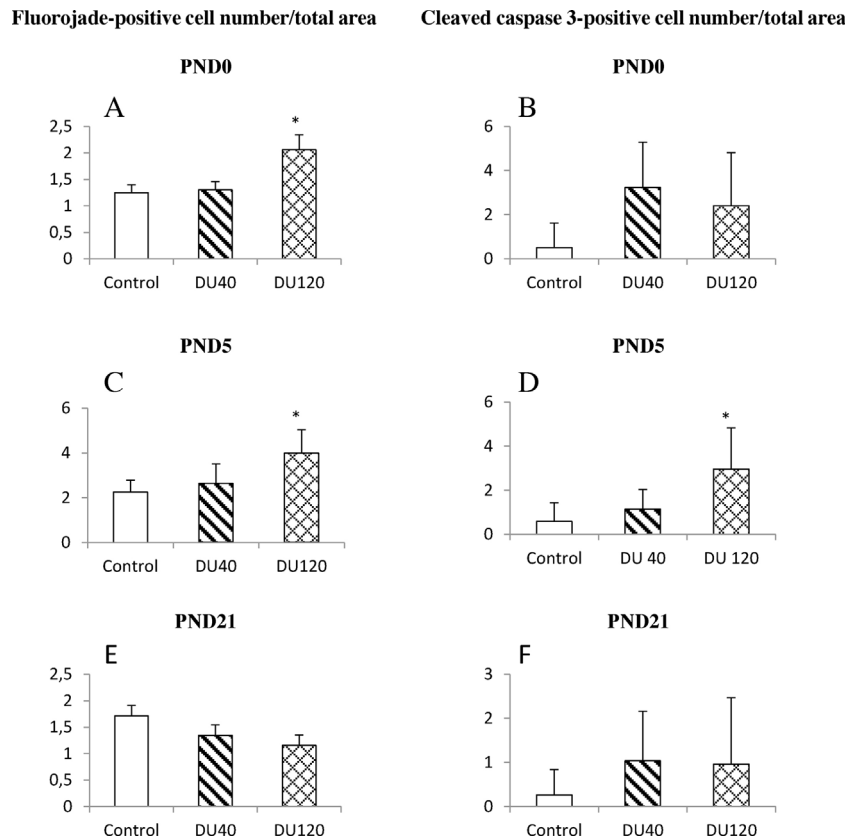 Fluorojade-positive cell number/total area
Cleaved caspase 3-positive cell number/total area
PND0
A
*
2,5
2
1,5
1
0,5
0
Control DU40 DU120
PND0
B
6
4
2
0
Control DU40 DU120
PND5
C
*
6
4
2
0
Control DU40 DU120
PND5
D
*
6
4
2
0
Control DU 40 DU 120
PND21
E
2,5
2
1,5
1
0,5
0
Control DU40 DU120
PND21
F
3
2
1
0
Control DU40 DU120